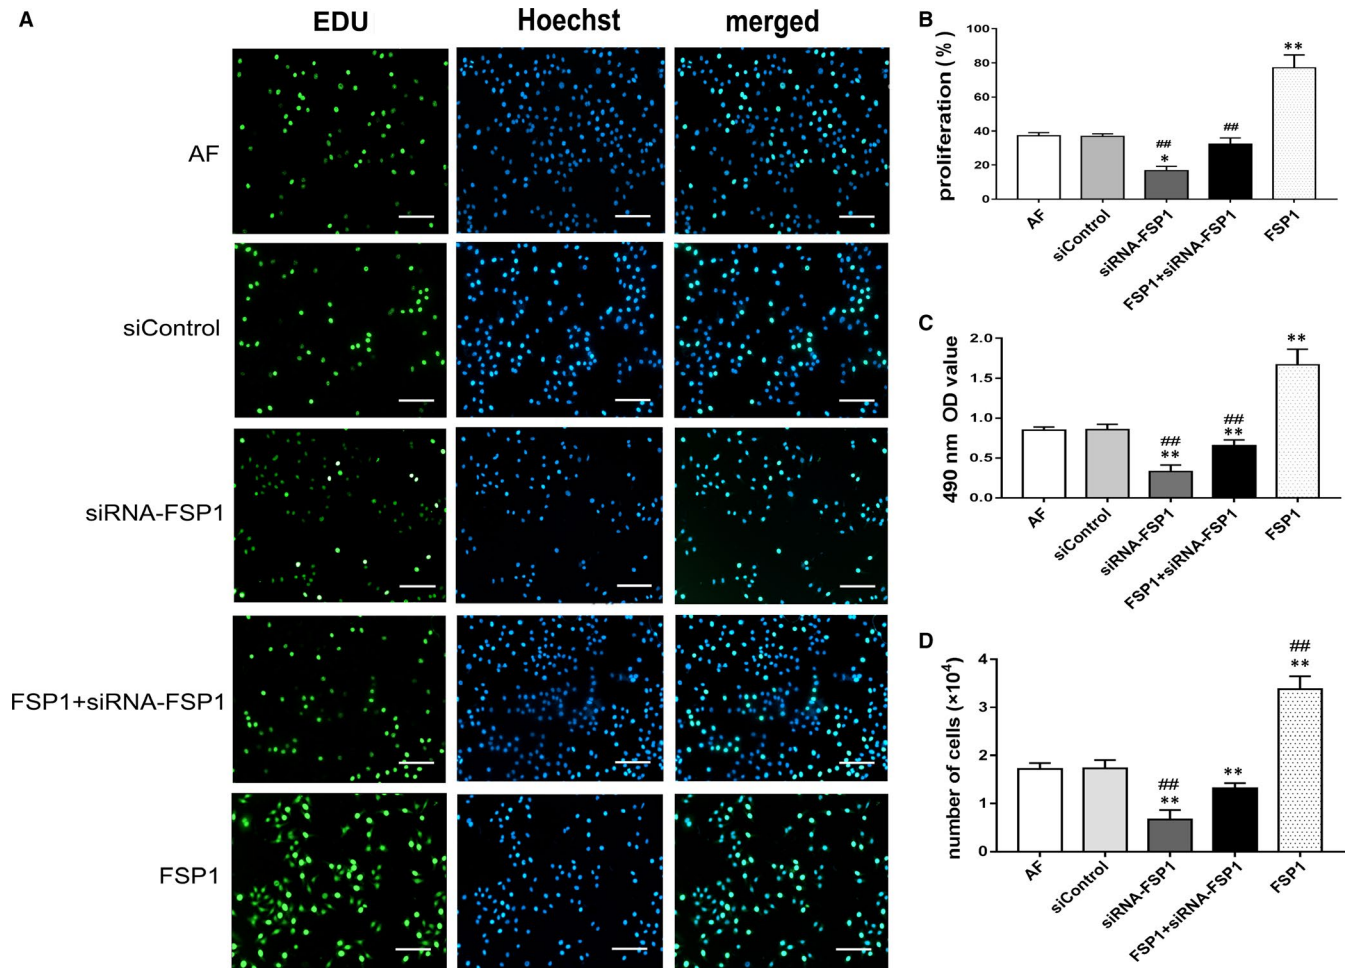 A
EDU
Hoechst
merged
AF
siControl
siRNA-FSP1
FSP1+siRNA-FSP1
FSP1
B
proliferation (%)
100
80
60
40
20
0
##
*
##
**
AF
siControl
siRNA-FSP1
FSP1+siRNA-FSP1
FSP1
C
490 nm OD value
2.0
1.5
1.0
0.5
0.0
##
**
##
**
**
AF
siControl
siRNA-FSP1
FSP1+siRNA-FSP1
FSP1
D
number of cells (×10⁴)
4
3
2
1
0
##
**
**
##
**
AF
siControl
siRNA-FSP1
FSP1+siRNA-FSP1
FSP1